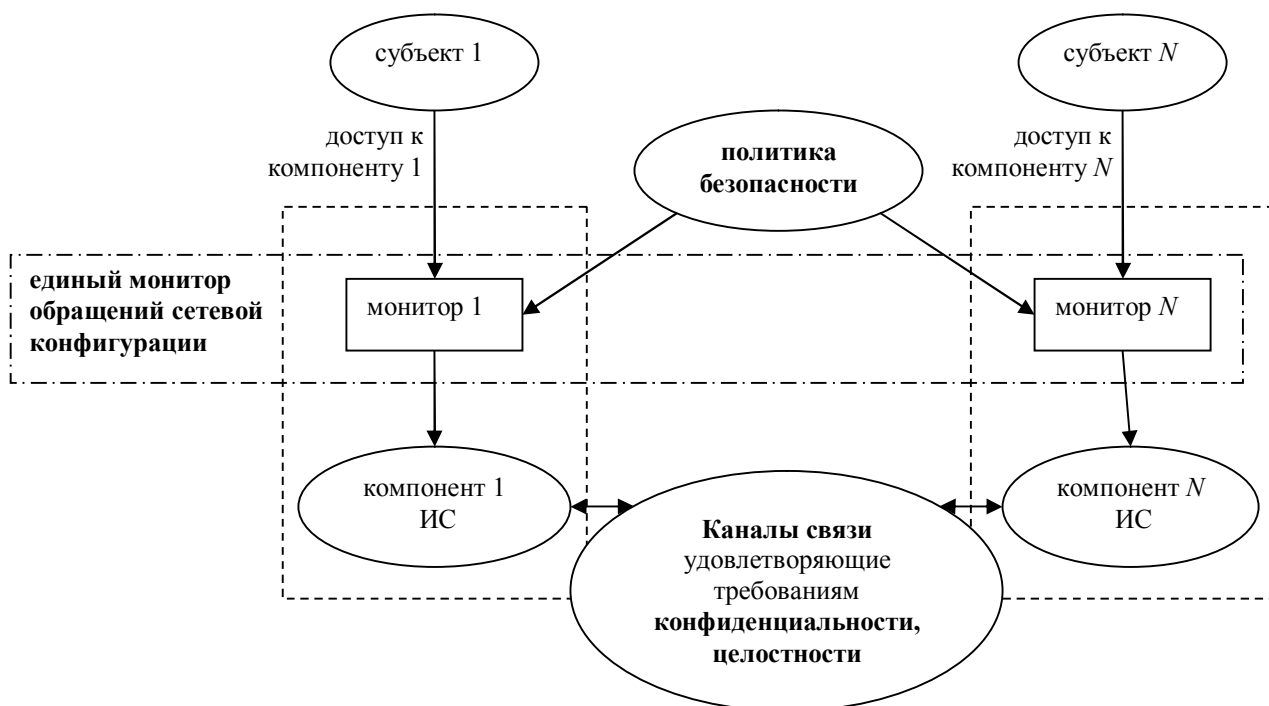 субъект 1
субъект N
доступ к
компоненту 1
политика
безопасности
доступ к
компоненту N
единый монитор
обращений сетевой
конфигурации
монитор 1
монитор N
компонент 1
ИС
Каналы связи
удовлетворяющие
требованиям
конфиденциальности,
целостности
компонент N
ИС